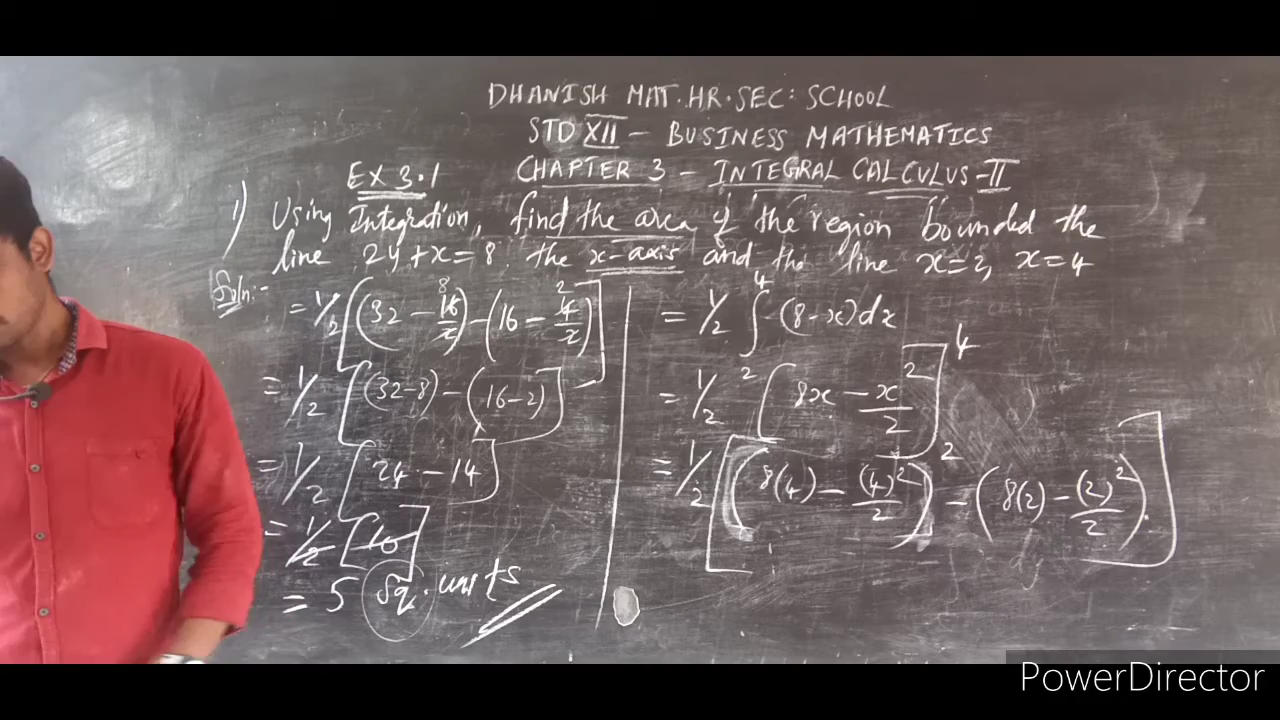 DHANISH MAT.HR.SEC: SCHOOL
STD XII - BUSINESS MATHEMATICS
EX 3.1 CHAPTER 3 - INTEGRAL CALCULUS-II
1) Using Integration, find the area of the region bounded the
line 2y+x=8 the x-axis and the line x=2, x=4
Soln:-
= 1/2 [(32 - 16/2) - (16 - 4/2)]
8 2
= 1/2 [(32-8) - (16-2)]
= 1/2 [24 - 14]
= 1/2 [10]
= 5 Sq. units
= 1/2 ∫₂⁴ (8-x)dx
= 1/2 [8x - x²/2]₂⁴
= 1/2 [(8(4) - (4)²/2) - (8(2) - (2)²/2)]
PowerDirector